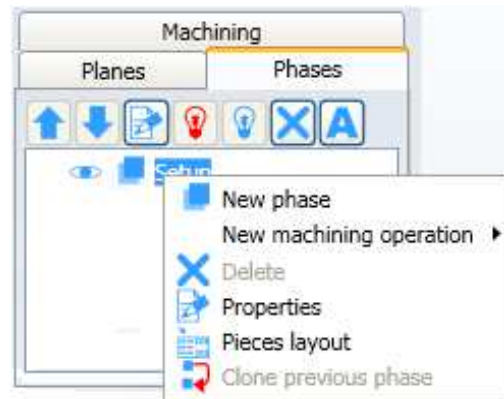 Machining
Planes Phases
A
Setup
New phase
New machining operation
Delete
Properties
Pieces layout
Clone previous phase